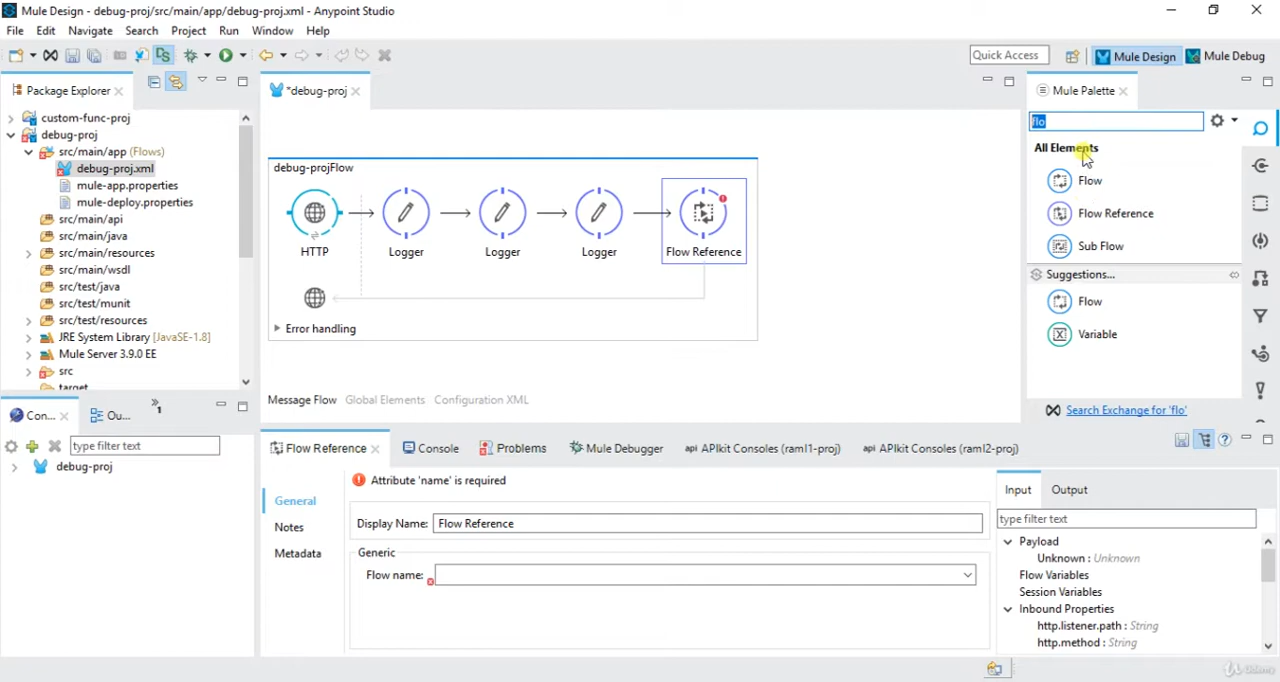 Mule Design - debug-proj/src/main/app/debug-proj.xml - Anypoint Studio
File Edit Navigate Search Project Run Window Help
Quick Access
Mule Design
Mule Debug
Package Explorer
custom-func-proj
debug-proj
src/main/app (Flows)
debug-proj.xml
mule-app.properties
mule-deploy.properties
src/main/api
src/main/java
src/main/resources
src/main/wsdl
src/test/java
src/test/munit
src/test/resources
JRE System Library [JavaSE-1.8]
Mule Server 3.9.0 EE
src
target
*debug-proj
debug-projFlow
HTTP
Logger
Logger
Logger
Flow Reference
Error handling
Message Flow Global Elements Configuration XML
Mule Palette
flo
All Elements
Flow
Flow Reference
Sub Flow
Suggestions...
Flow
Variable
Search Exchange for 'flo'
Con...
Ou...
1
type filter text
debug-proj
Flow Reference
Console
Problems
Mule Debugger
api APIkit Consoles (raml1-proj)
api APIkit Consoles (raml2-proj)
General
Notes
Metadata
Attribute 'name' is required
Display Name: Flow Reference
Generic
Flow name:
Input Output
type filter text
Payload
Unknown : Unknown
Flow Variables
Session Variables
Inbound Properties
http.listener.path : String
http.method : String
Udemy